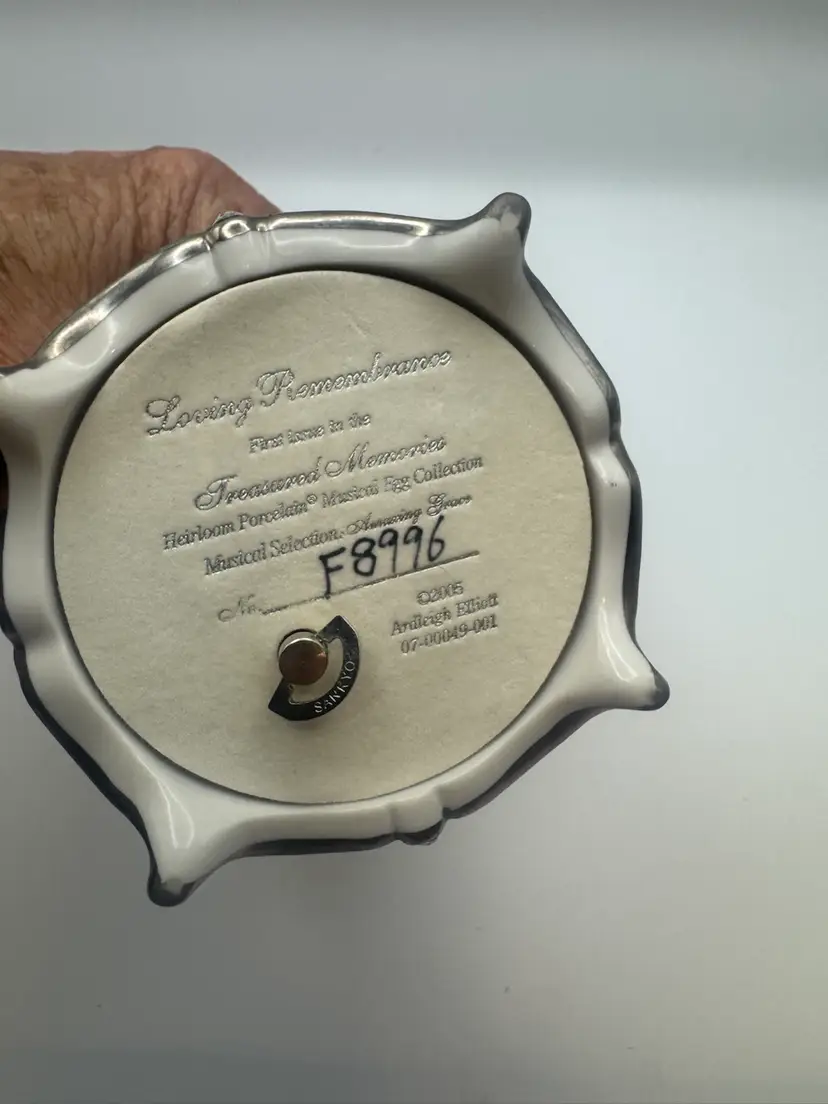 Loving Remembrance
First issue in the
Treasured Memories
Heirloom Porcelain® Musical Egg Collection
Musical Selection: Amazing Grace
No. F8996
©2005
Ardleigh Elliott
07-00049-001
SANKYO